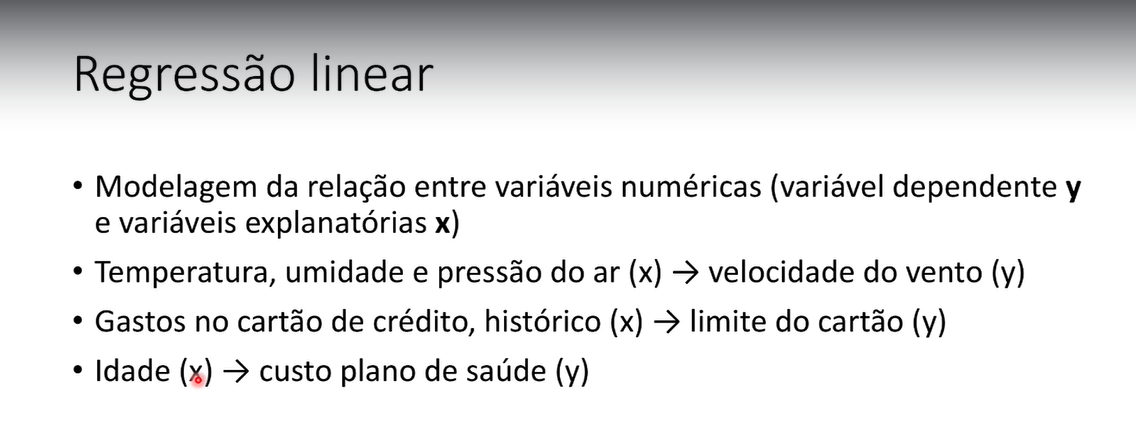 Regressão linear
• Modelagem da relação entre variáveis numéricas (variável dependente y
e variáveis explanatórias x)
• Temperatura, umidade e pressão do ar (x) → velocidade do vento (y)
• Gastos no cartão de crédito, histórico (x) → limite do cartão (y)
• Idade (x) → custo plano de saúde (y)